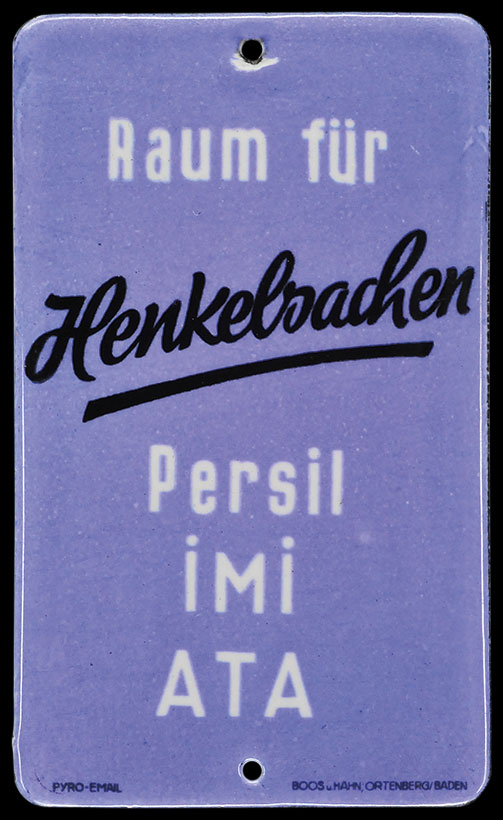 Raum für
Henkelsachen
Persil
iMi
ATA
PYRO-EMAIL
BOOS u. HAHN, ORTENBERG/BADEN